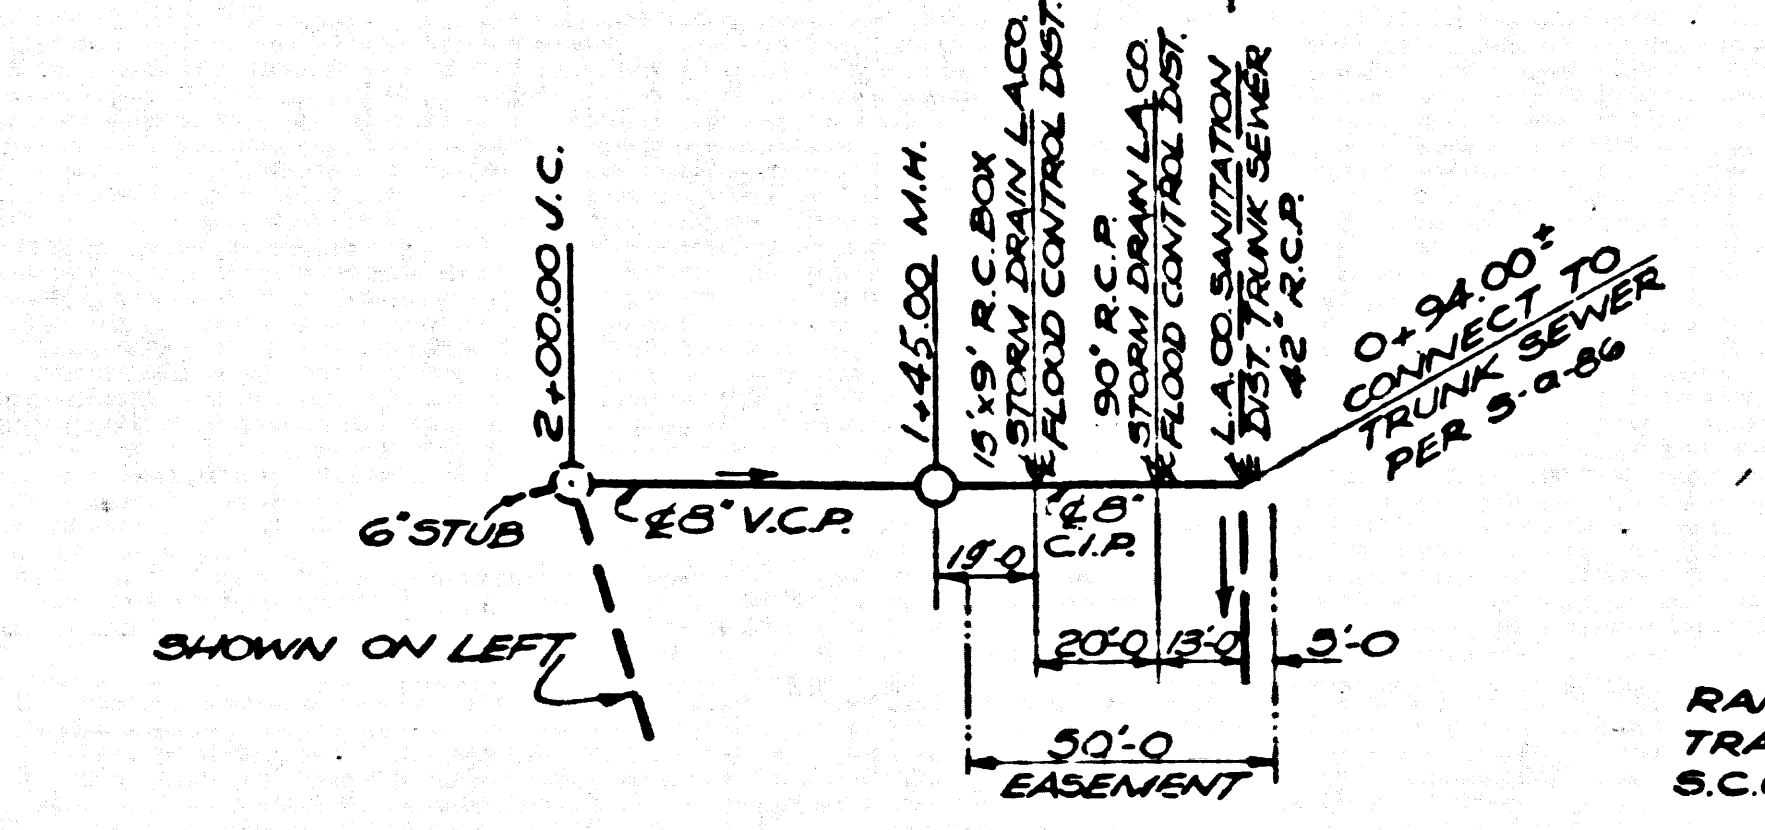 2+00.00 J.C.
1+45.00 M.H.
15'x9' R.C. BOX
STORM DRAIN L.A.CO.
FLOOD CONTROL DIST.
90" R.C.P.
STORM DRAIN L.A.CO.
FLOOD CONTROL DIST.
L.A.CO. SANITATION
DIST. TRUNK SEWER
42" R.C.P.
0+94.00±
CONNECT TO
TRUNK SEWER
PER S-a-86
6" STUB
℄ 8" V.C.P.
℄ 8"
C.I.P.
19'-0
SHOWN ON LEFT
20'-0
13'-0
5'-0
50'-0
EASEMENT
S.C.